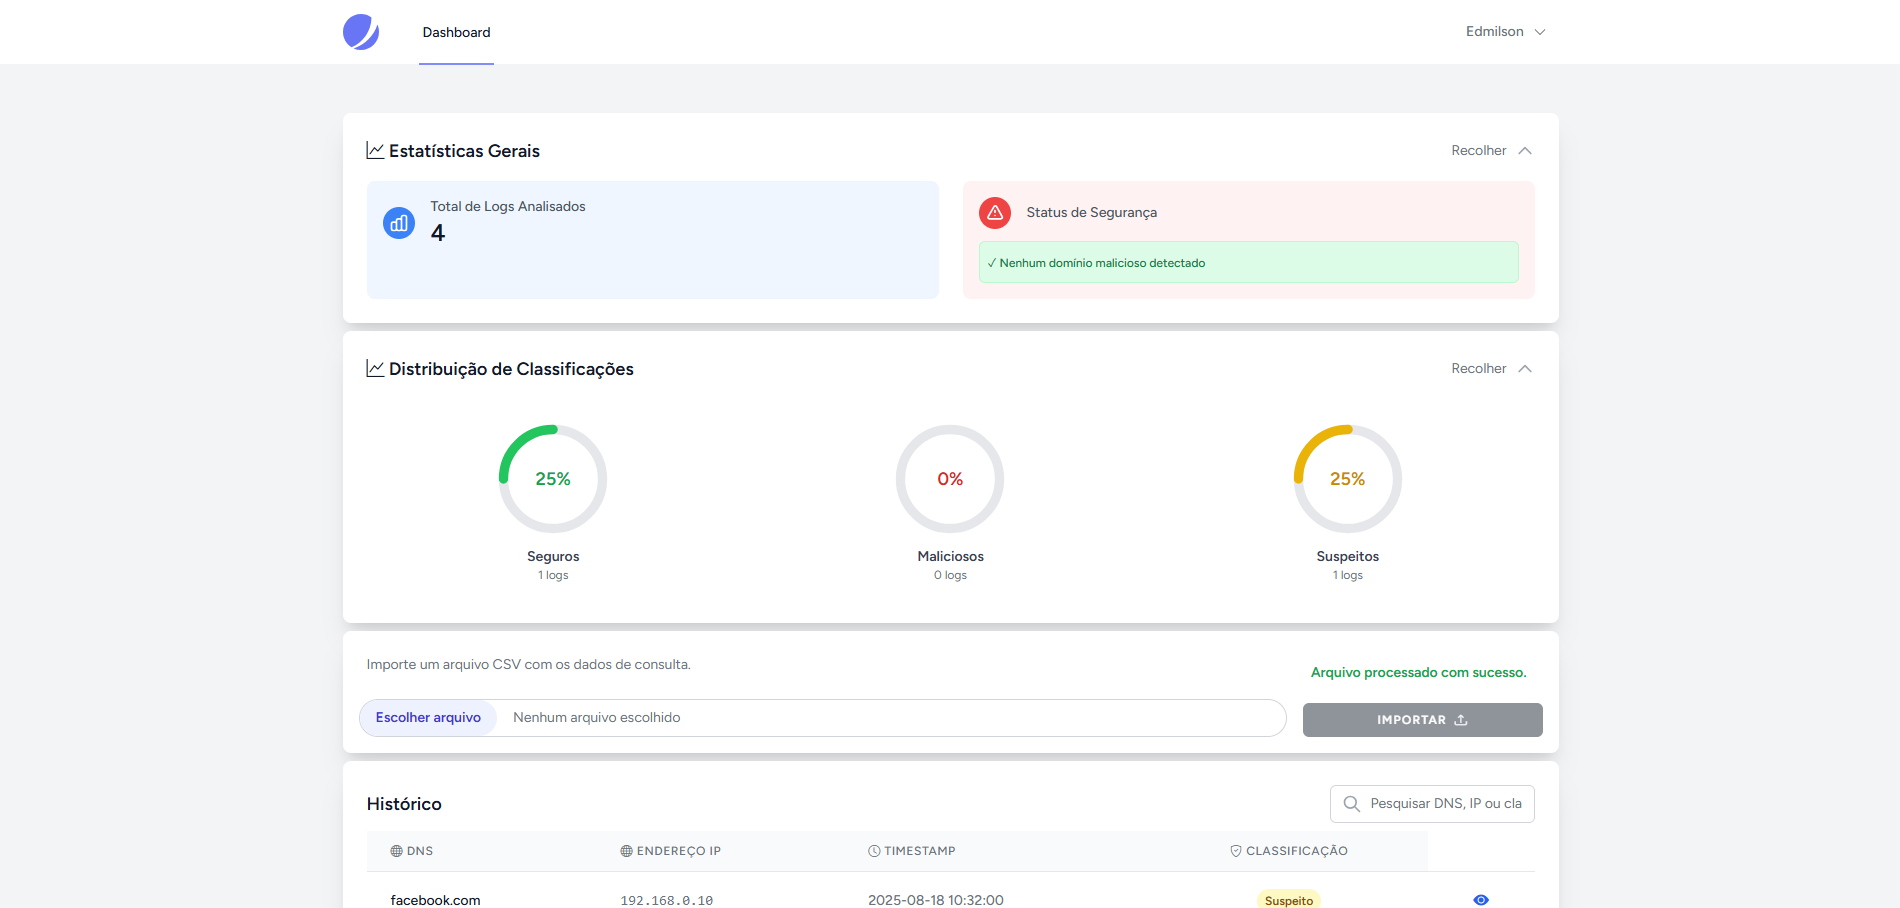 Dashboard
Edmilson
Estatísticas Gerais
Recolher
Total de Logs Analisados
4
Status de Segurança
✓ Nenhum domínio malicioso detectado
Distribuição de Classificações
Recolher
25%
0%
25%
Seguros
Maliciosos
Suspeitos
1 logs
0 logs
1 logs
Importe um arquivo CSV com os dados de consulta.
Arquivo processado com sucesso.
Escolher arquivo Nenhum arquivo escolhido
IMPORTAR
Histórico
Pesquisar DNS, IP ou cla
DNS ENDEREÇO IP TIMESTAMP CLASSIFICAÇÃO
facebook.com 192.168.0.10 2025-08-18 10:32:00 Suspeito